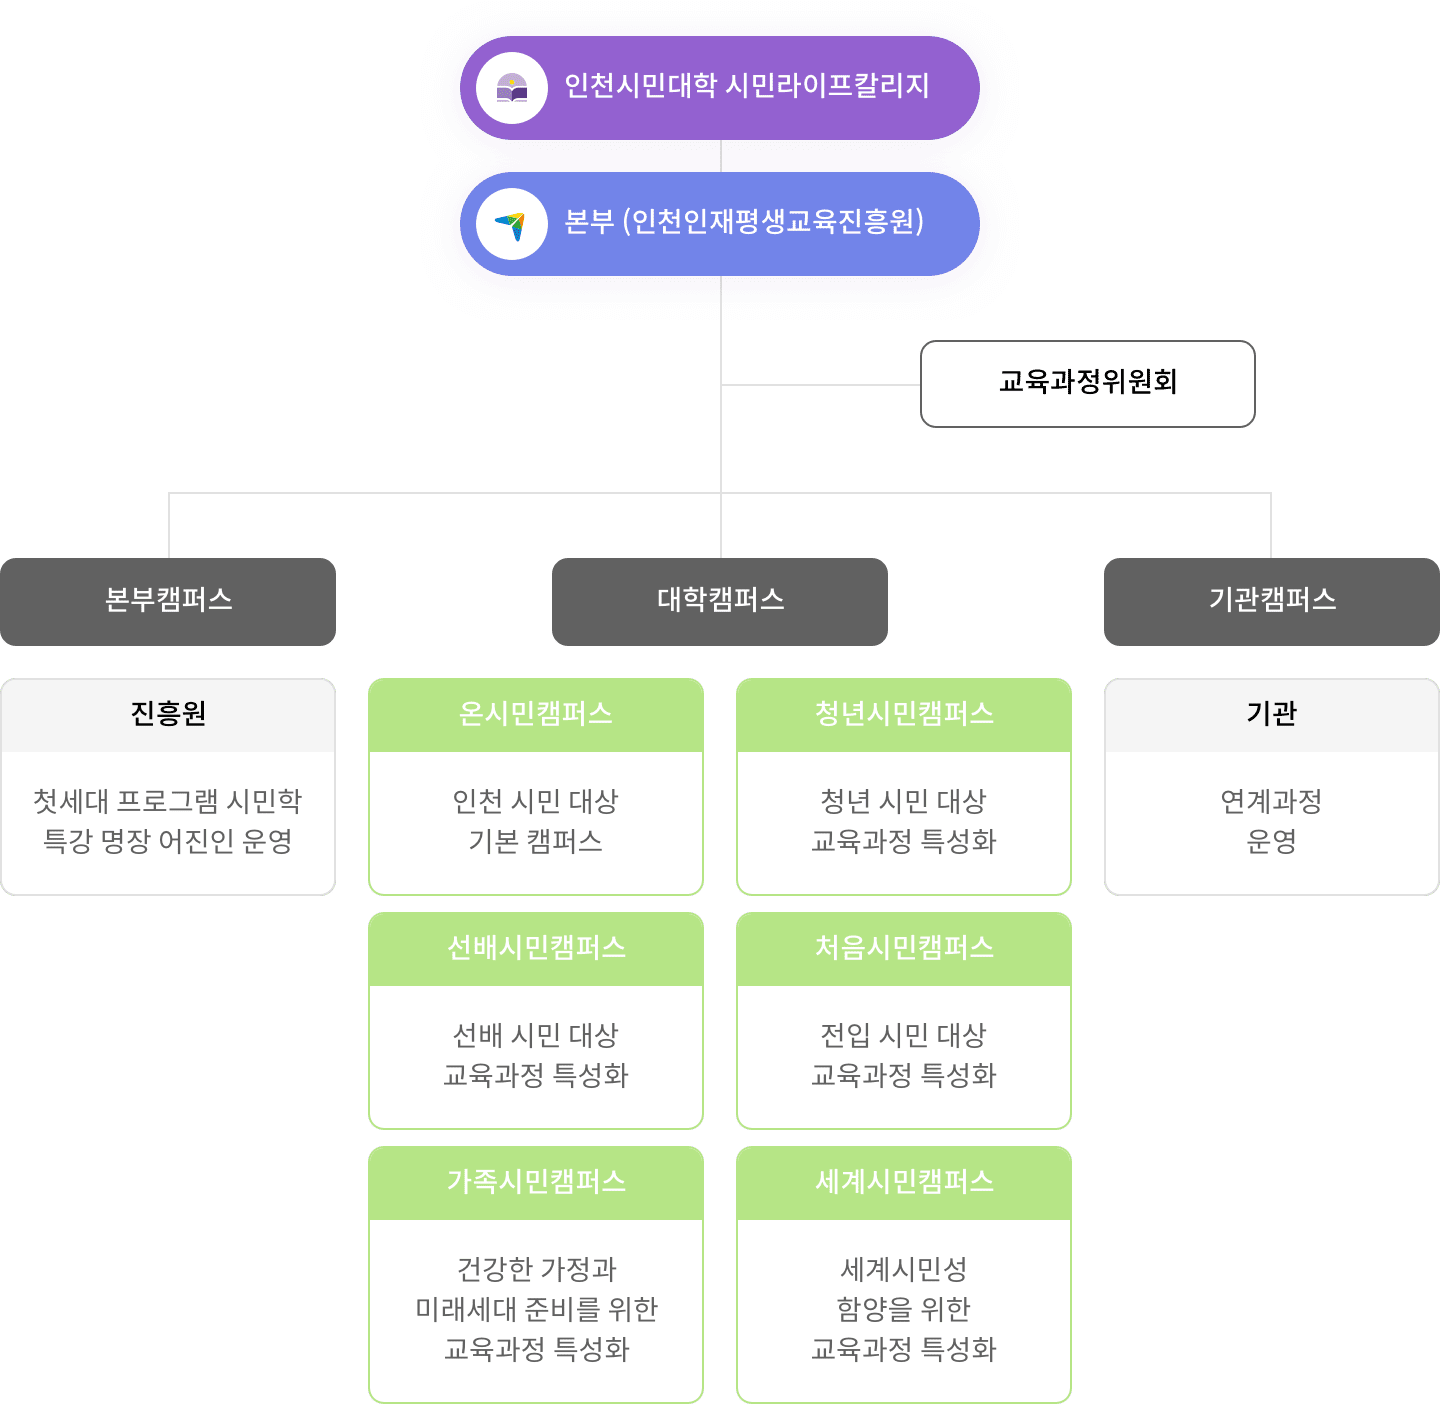 인천시민대학 시민라이프칼리지
본부 (인천인재평생교육진흥원)
교육과정위원회
본부캠퍼스
대학캠퍼스
기관캠퍼스
진흥원
첫세대 프로그램 시민학
특강 명장 어진인 운영
온시민캠퍼스
인천 시민 대상
기본 캠퍼스
청년시민캠퍼스
청년 시민 대상
교육과정 특성화
기관
연계과정
운영
선배시민캠퍼스
선배 시민 대상
교육과정 특성화
처음시민캠퍼스
전입 시민 대상
교육과정 특성화
가족시민캠퍼스
건강한 가정과
미래세대 준비를 위한
교육과정 특성화
세계시민캠퍼스
세계시민성
함양을 위한
교육과정 특성화